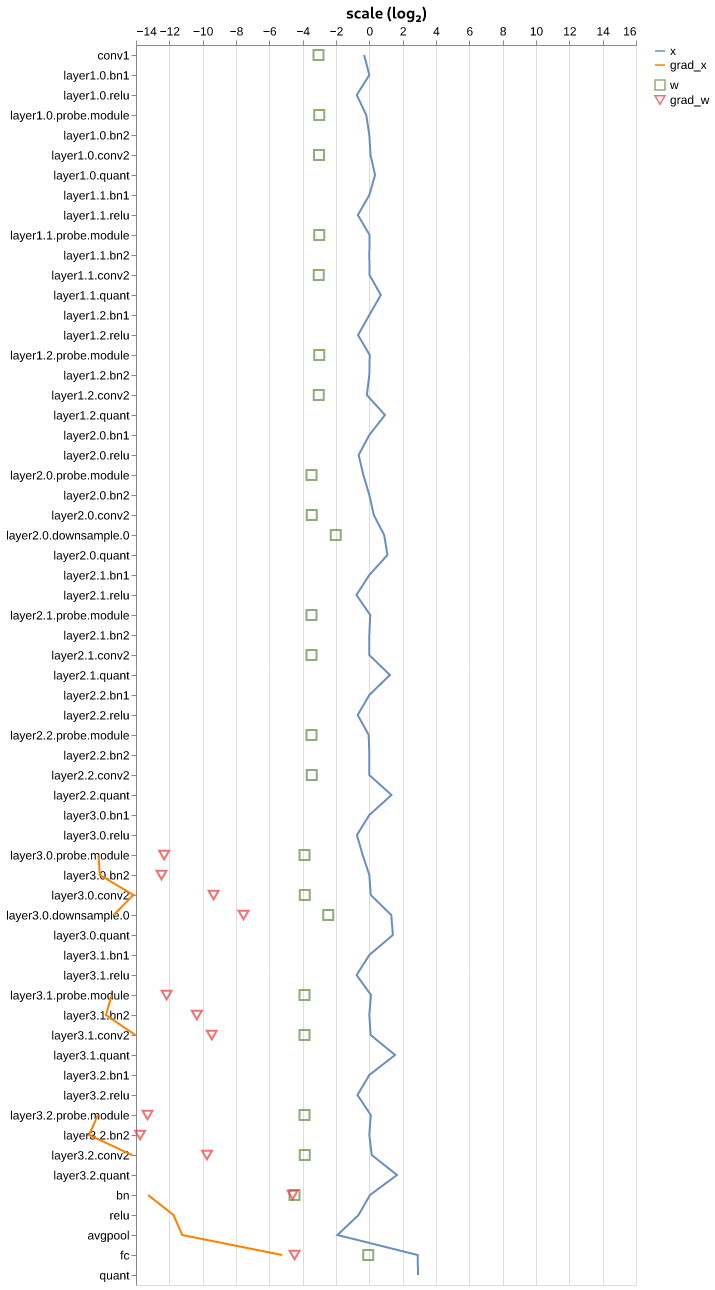 scale (log₂)
−14 −12 −10 −8 −6 −4 −2 0 2 4 6 8 10 12 14 16
x
grad_x
w
grad_w
conv1
layer1.0.bn1
layer1.0.relu
layer1.0.probe.module
layer1.0.bn2
layer1.0.conv2
layer1.0.quant
layer1.1.bn1
layer1.1.relu
layer1.1.probe.module
layer1.1.bn2
layer1.1.conv2
layer1.1.quant
layer1.2.bn1
layer1.2.relu
layer1.2.probe.module
layer1.2.bn2
layer1.2.conv2
layer1.2.quant
layer2.0.bn1
layer2.0.relu
layer2.0.probe.module
layer2.0.bn2
layer2.0.conv2
layer2.0.downsample.0
layer2.0.quant
layer2.1.bn1
layer2.1.relu
layer2.1.probe.module
layer2.1.bn2
layer2.1.conv2
layer2.1.quant
layer2.2.bn1
layer2.2.relu
layer2.2.probe.module
layer2.2.bn2
layer2.2.conv2
layer2.2.quant
layer3.0.bn1
layer3.0.relu
layer3.0.probe.module
layer3.0.bn2
layer3.0.conv2
layer3.0.downsample.0
layer3.0.quant
layer3.1.bn1
layer3.1.relu
layer3.1.probe.module
layer3.1.bn2
layer3.1.conv2
layer3.1.quant
layer3.2.bn1
layer3.2.relu
layer3.2.probe.module
layer3.2.bn2
layer3.2.conv2
layer3.2.quant
bn
relu
avgpool
fc
quant